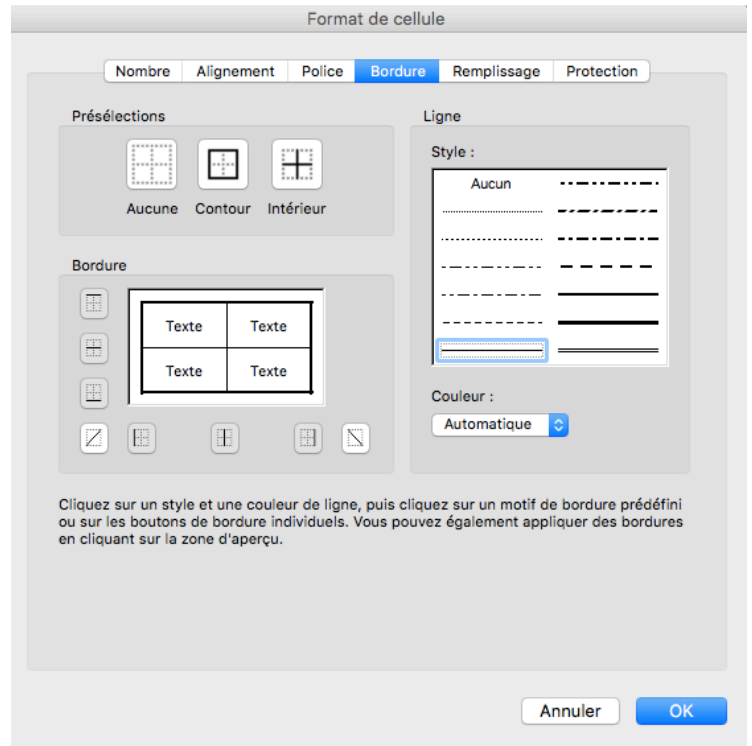 Format de cellule
Nombre Alignement Police Bordure Remplissage Protection
Présélections
Aucune Contour Intérieur
Bordure
Texte Texte
Texte Texte
Ligne
Style :
Aucun
Couleur :
Automatique
Cliquez sur un style et une couleur de ligne, puis cliquez sur un motif de bordure prédéfini
ou sur les boutons de bordure individuels. Vous pouvez également appliquer des bordures
en cliquant sur la zone d'aperçu.
Annuler OK